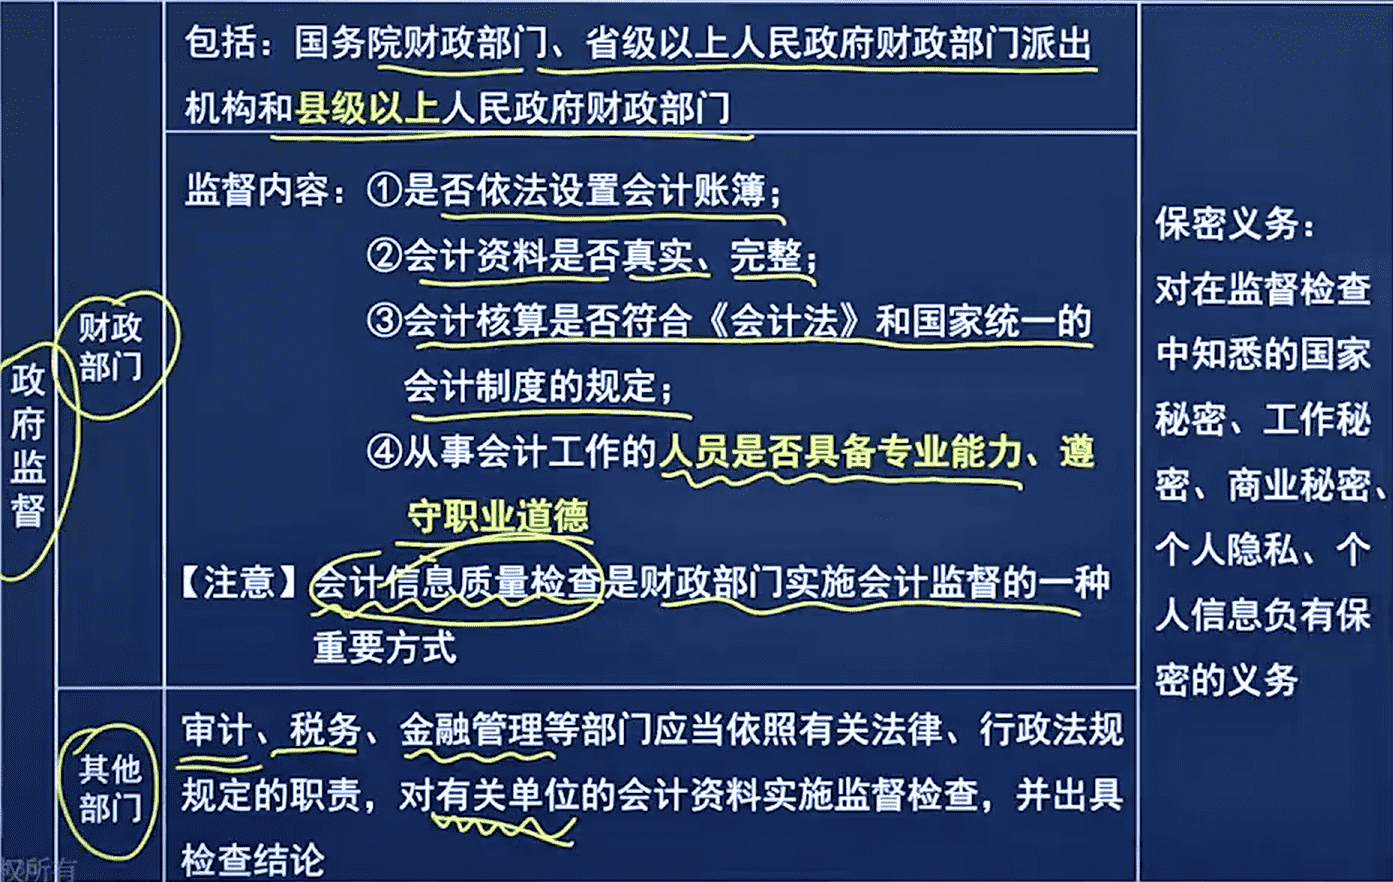 包括：国务院财政部门、省级以上人民政府财政部门派出
机构和县级以上人民政府财政部门
监督内容：①是否依法设置会计账簿；
②会计资料是否真实、完整；
③会计核算是否符合《会计法》和国家统一的
会计制度的规定；
④从事会计工作的人员是否具备专业能力、遵
守职业道德
【注意】会计信息质量检查是财政部门实施会计监督的一种
重要方式
政府监督
财政
部门
其他
部门
审计、税务、金融管理等部门应当依照有关法律、行政法规
规定的职责，对有关单位的会计资料实施监督检查，并出具
检查结论
保密义务：
对在监督检查
中知悉的国家
秘密、工作秘
密、商业秘密、
个人隐私、个
人信息负有保
密的义务
权所有